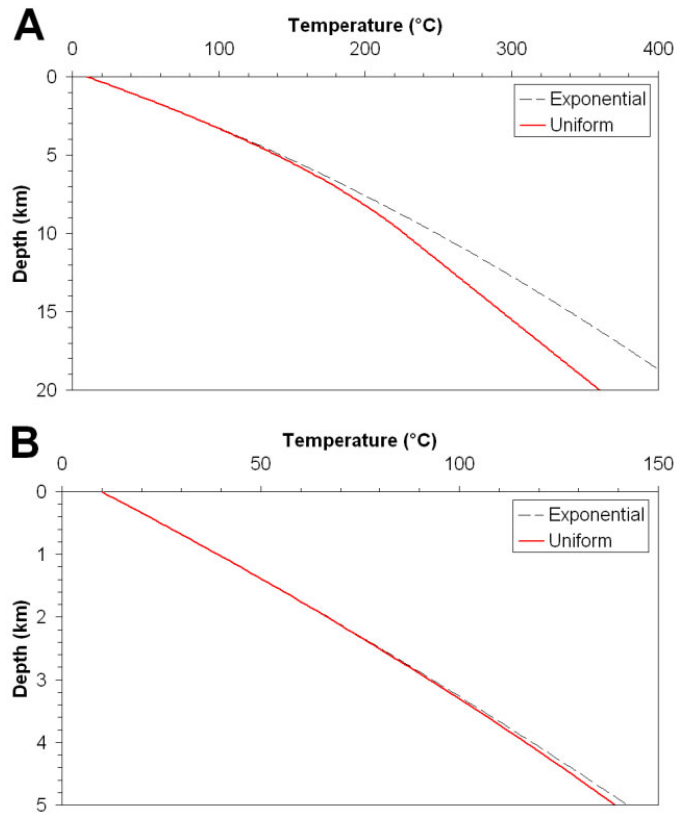 A
Temperature (°C)
0 100 200 300 400
0
5
10
15
20
Depth (km)
Exponential
Uniform
B
Temperature (°C)
0 50 100 150
0
1
2
3
4
5
Depth (km)
Exponential
Uniform